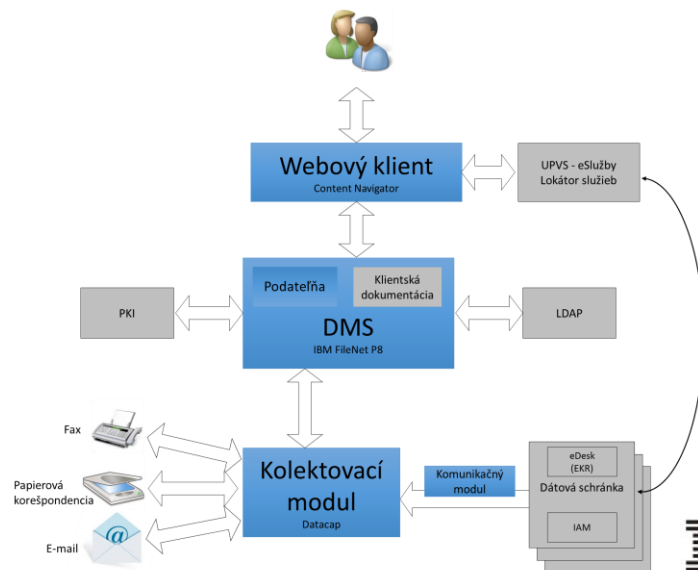 Webový klient
Content Navigator
UPVS - eSlužby
Lokátor služieb
Podateľňa
Klientská
dokumentácia
DMS
IBM FileNet P8
PKI
LDAP
Fax
Papierová
korešpondencia
E-mail
Kolektovací
modul
Datacap
Komunikačný
modul
eDesk
(EKR)
Dátová schránka
IAM